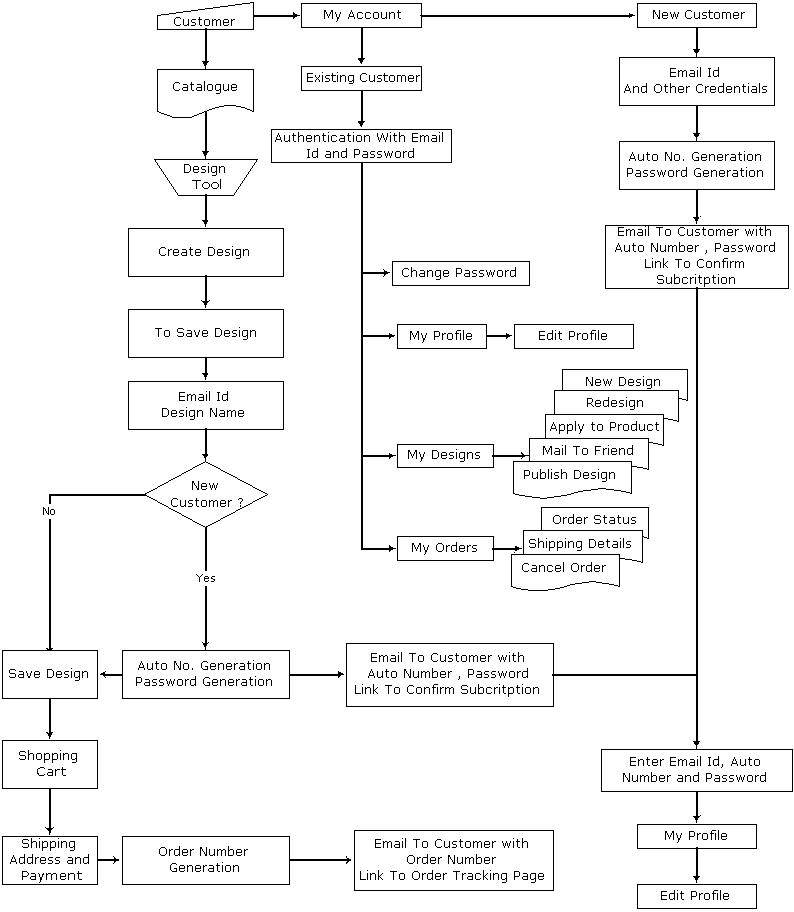 Customer
My Account
New Customer
Catalogue
Existing Customer
Email Id
And Other Credentials
Authentication With Email
Id and Password
Design
Tool
Auto No. Generation
Password Generation
Create Design
Email To Customer with
Auto Number , Password
Link To Confirm
Subcritption
Change Password
To Save Design
My Profile
Edit Profile
Email Id
Design Name
New Design
Redesign
Apply to Product
My Designs
Mail To Friend
Publish Design
New
Customer ?
No
Yes
Order Status
My Orders
Shipping Details
Cancel Order
Save Design
Auto No. Generation
Password Generation
Email To Customer with
Auto Number , Password
Link To Confirm Subcritption
Shopping
Cart
Enter Email Id, Auto
Number and Password
Shipping
Address and
Payment
Order Number
Generation
Email To Customer with
Order Number
Link To Order Tracking Page
My Profile
Edit Profile